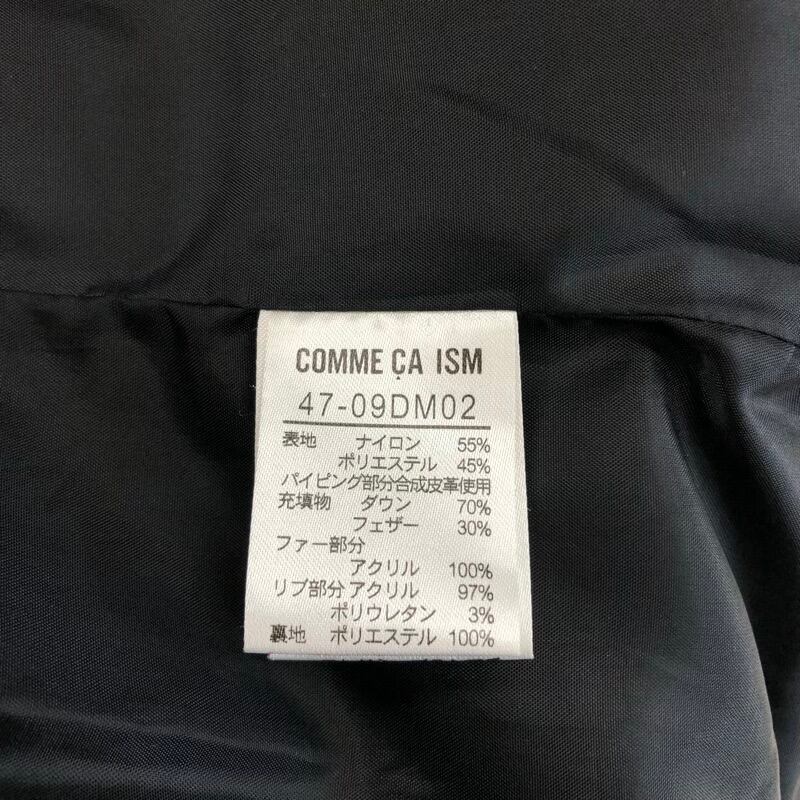 COMME ÇA ISM
47-09DM02
表地 ナイロン 55%
ポリエステル 45%
パイピング部分合成皮革使用
充填物 ダウン 70%
フェザー 30%
ファー部分
アクリル 100%
リブ部分 アクリル 97%
ポリウレタン 3%
裏地 ポリエステル 100%